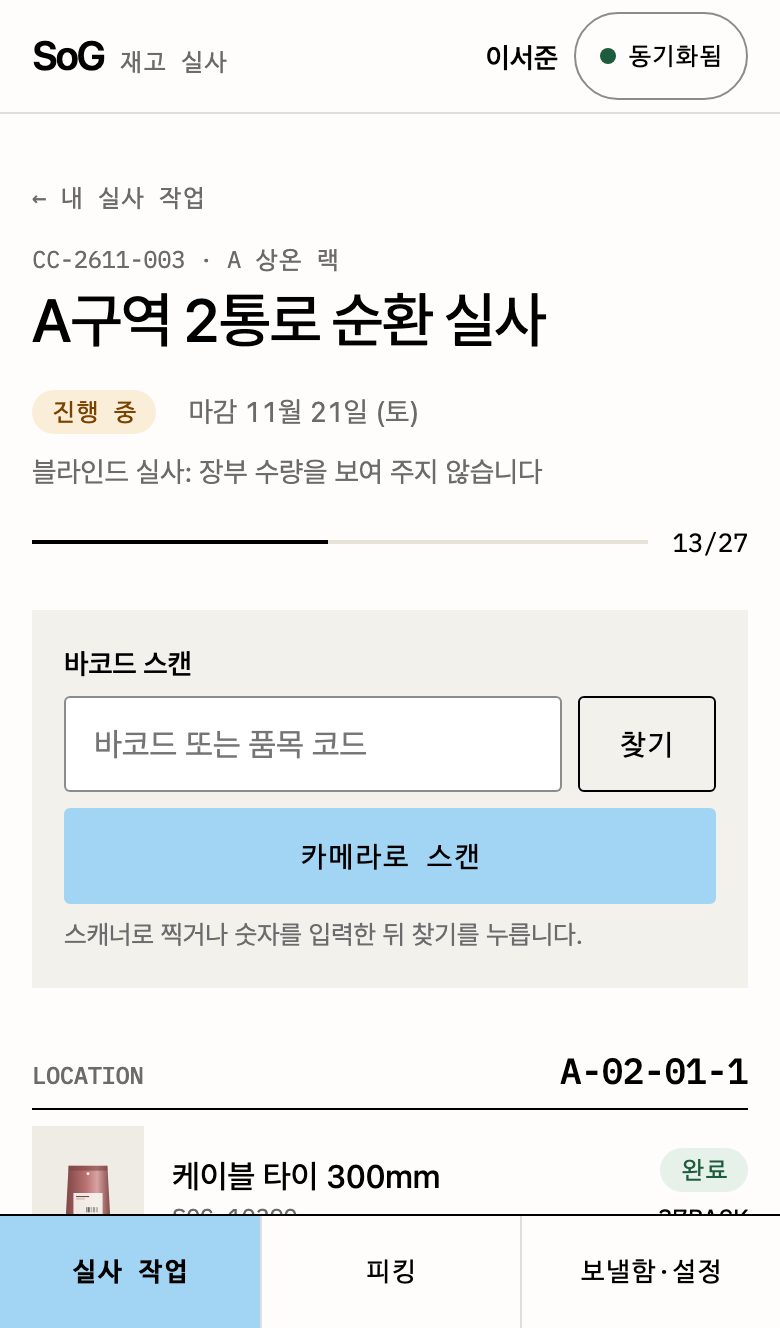 SoG 재고 실사
이서준 동기화됨
← 내 실사 작업
CC-2611-003 · A 상온 랙
A구역 2통로 순환 실사
진행 중 마감 11월 21일 (토)
블라인드 실사: 장부 수량을 보여 주지 않습니다
13/27
바코드 스캔
바코드 또는 품목 코드 찾기
카메라로 스캔
스캐너로 찍거나 숫자를 입력한 뒤 찾기를 누릅니다.
LOCATION A-02-01-1
케이블 타이 300mm 완료
실사 작업 피킹 보낼함·설정